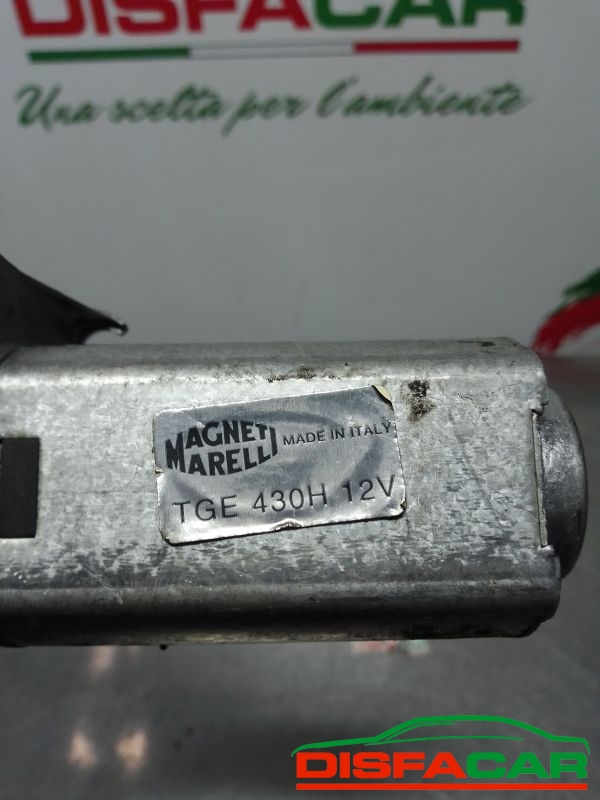 DISFACAR
Una scelta per l'ambiente
MAGNETI MARELLI
MADE IN ITALY
TGE 430H 12V
DISFACAR